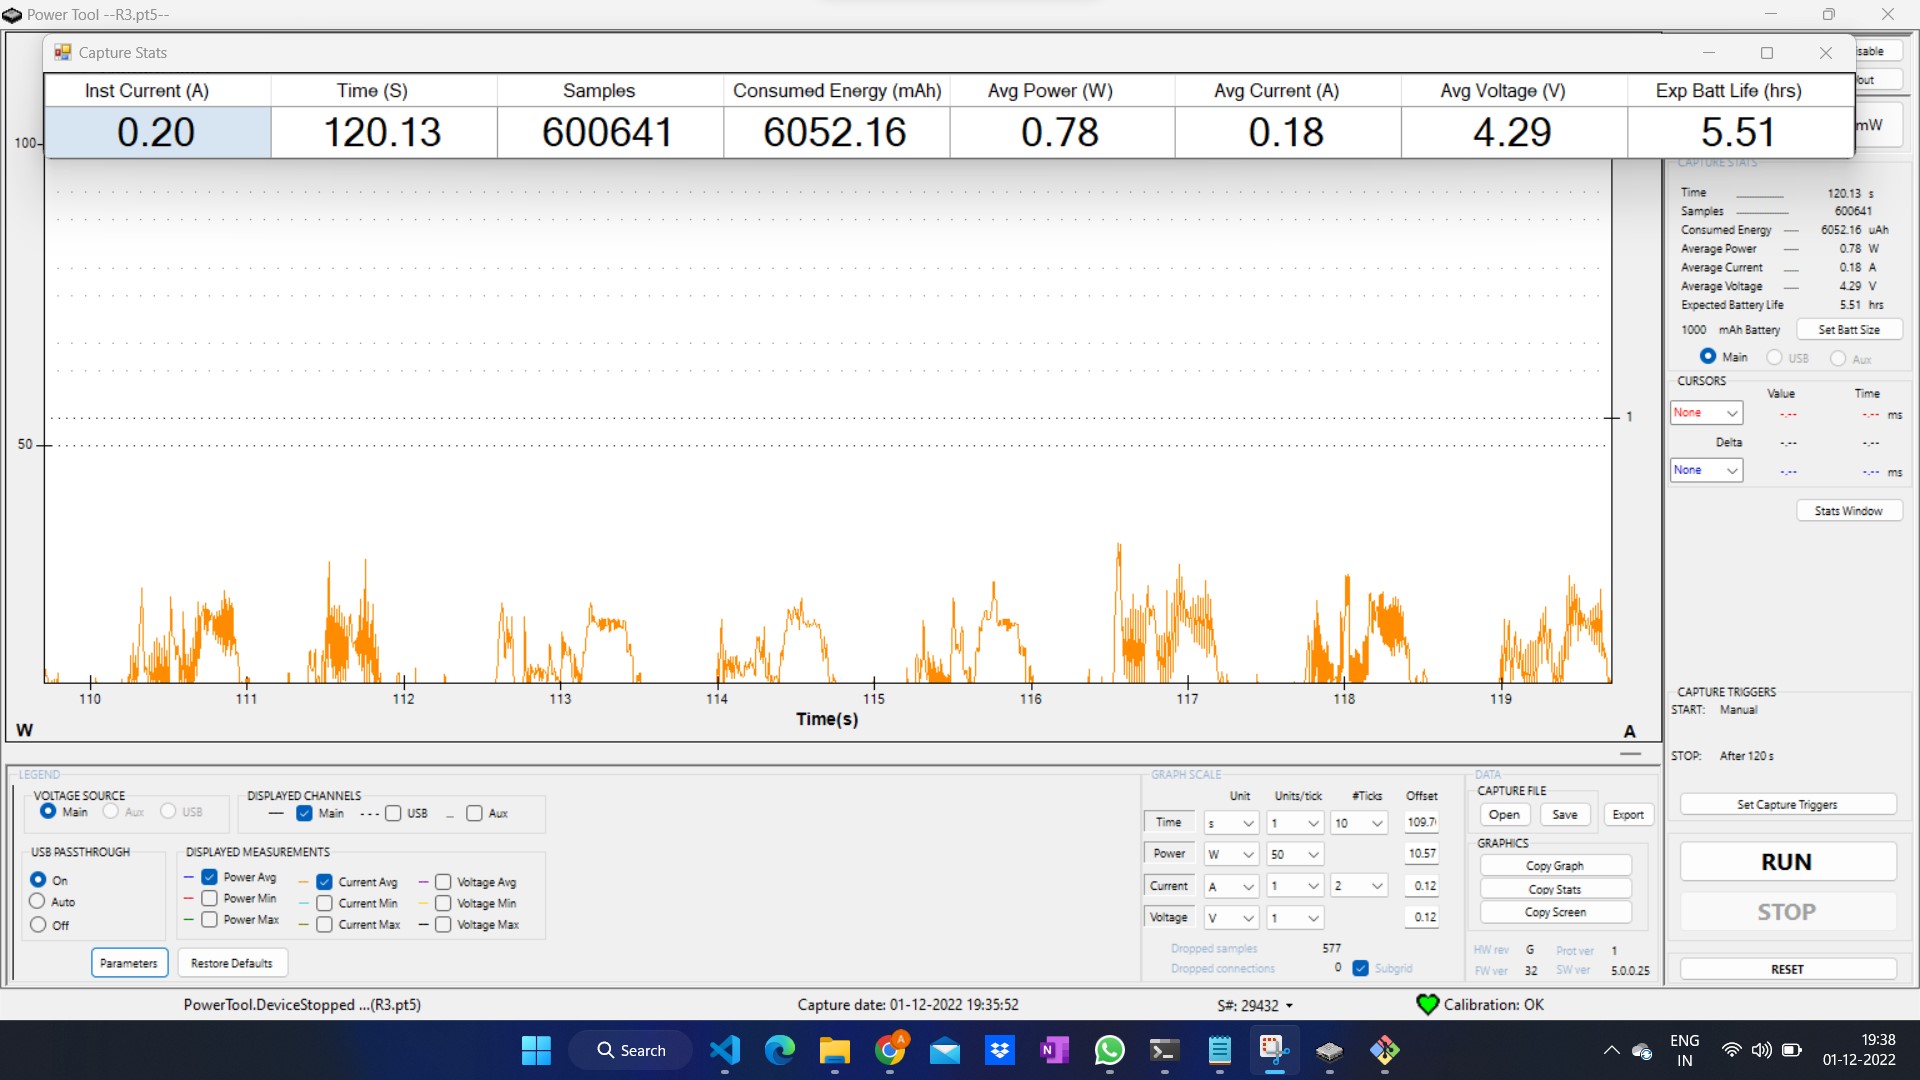 Power Tool --R3.pt5--
Capture Stats
Inst Current (A) Time (S) Samples Consumed Energy (mAh) Avg Power (W) Avg Current (A) Avg Voltage (V) Exp Batt Life (hrs)
0.20 120.13 600641 6052.16 0.78 0.18 4.29 5.51
mW
100
50
1
110 111 112 113 114 115 116 117 118 119
Time(s)
W
A
CAPTURE STATS
Time 120.13 s
Samples 600641
Consumed Energy 6052.16 uAh
Average Power 0.78 W
Average Current 0.18 A
Average Voltage 4.29 V
Expected Battery Life 5.51 hrs
1000 mAh Battery Set Batt Size
Main USB Aux
CURSORS
Value Time
None -.-- -.-- ms
Delta -.-- -.--
None -.-- -.-- ms
Stats Window
CAPTURE TRIGGERS
START: Manual
STOP: After 120 s
Set Capture Triggers
RUN
STOP
RESET
LEGEND
VOLTAGE SOURCE
Main Aux USB
DISPLAYED CHANNELS
Main USB Aux
USB PASSTHROUGH
On
Auto
Off
DISPLAYED MEASUREMENTS
Power Avg Current Avg Voltage Avg
Power Min Current Min Voltage Min
Power Max Current Max Voltage Max
Parameters Restore Defaults
GRAPH SCALE
Unit Units/tick #Ticks Offset
Time s 1 10 109.7
Power W 50 10.57
Current A 1 2 0.12
Voltage V 1 0.12
Dropped samples 577
Dropped connections 0 Subgrid
DATA
CAPTURE FILE
Open Save Export
GRAPHICS
Copy Graph
Copy Stats
Copy Screen
HW rev G Prot ver 1
FW ver 32 SW ver 5.0.0.25
PowerTool.DeviceStopped ...(R3.pt5) Capture date: 01-12-2022 19:35:52 S#: 29432 Calibration: OK
Search
A
N
ENG
IN
19:38
01-12-2022